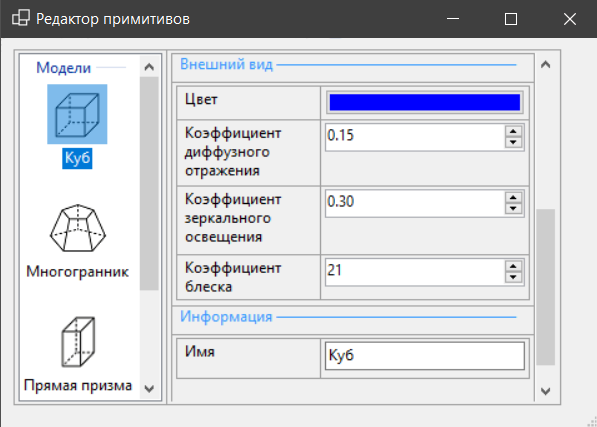 Редактор примитивов
Модели
Куб
Многогранник
Прямая призма
Внешний вид
Цвет
Коэффициент
диффузного
отражения
0.15
Коэффициент
зеркального
освещения
0.30
Коэффициент
блеска
21
Информация
Имя
Куб